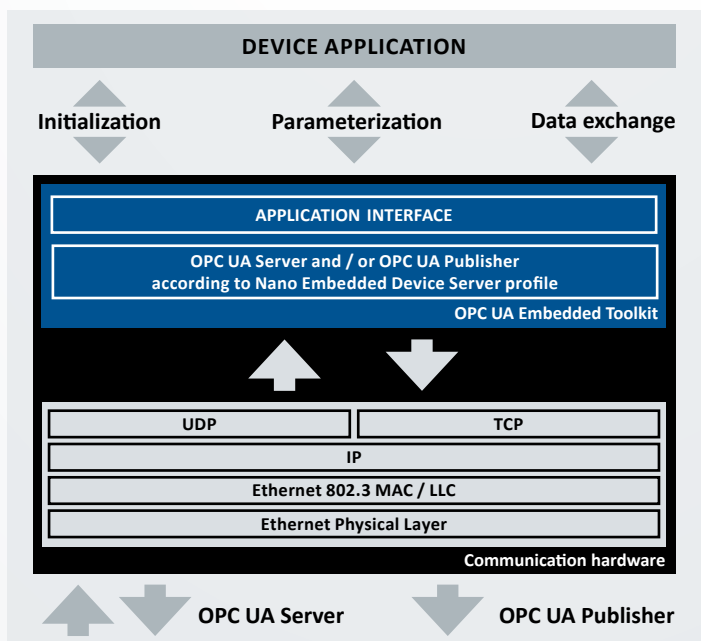 DEVICE APPLICATION
Initialization
Parameterization
Data exchange
APPLICATION INTERFACE
OPC UA Server and / or OPC UA Publisher
according to Nano Embedded Device Server profile
OPC UA Embedded Toolkit
UDP
TCP
IP
Ethernet 802.3 MAC / LLC
Ethernet Physical Layer
Communication hardware
OPC UA Server
OPC UA Publisher